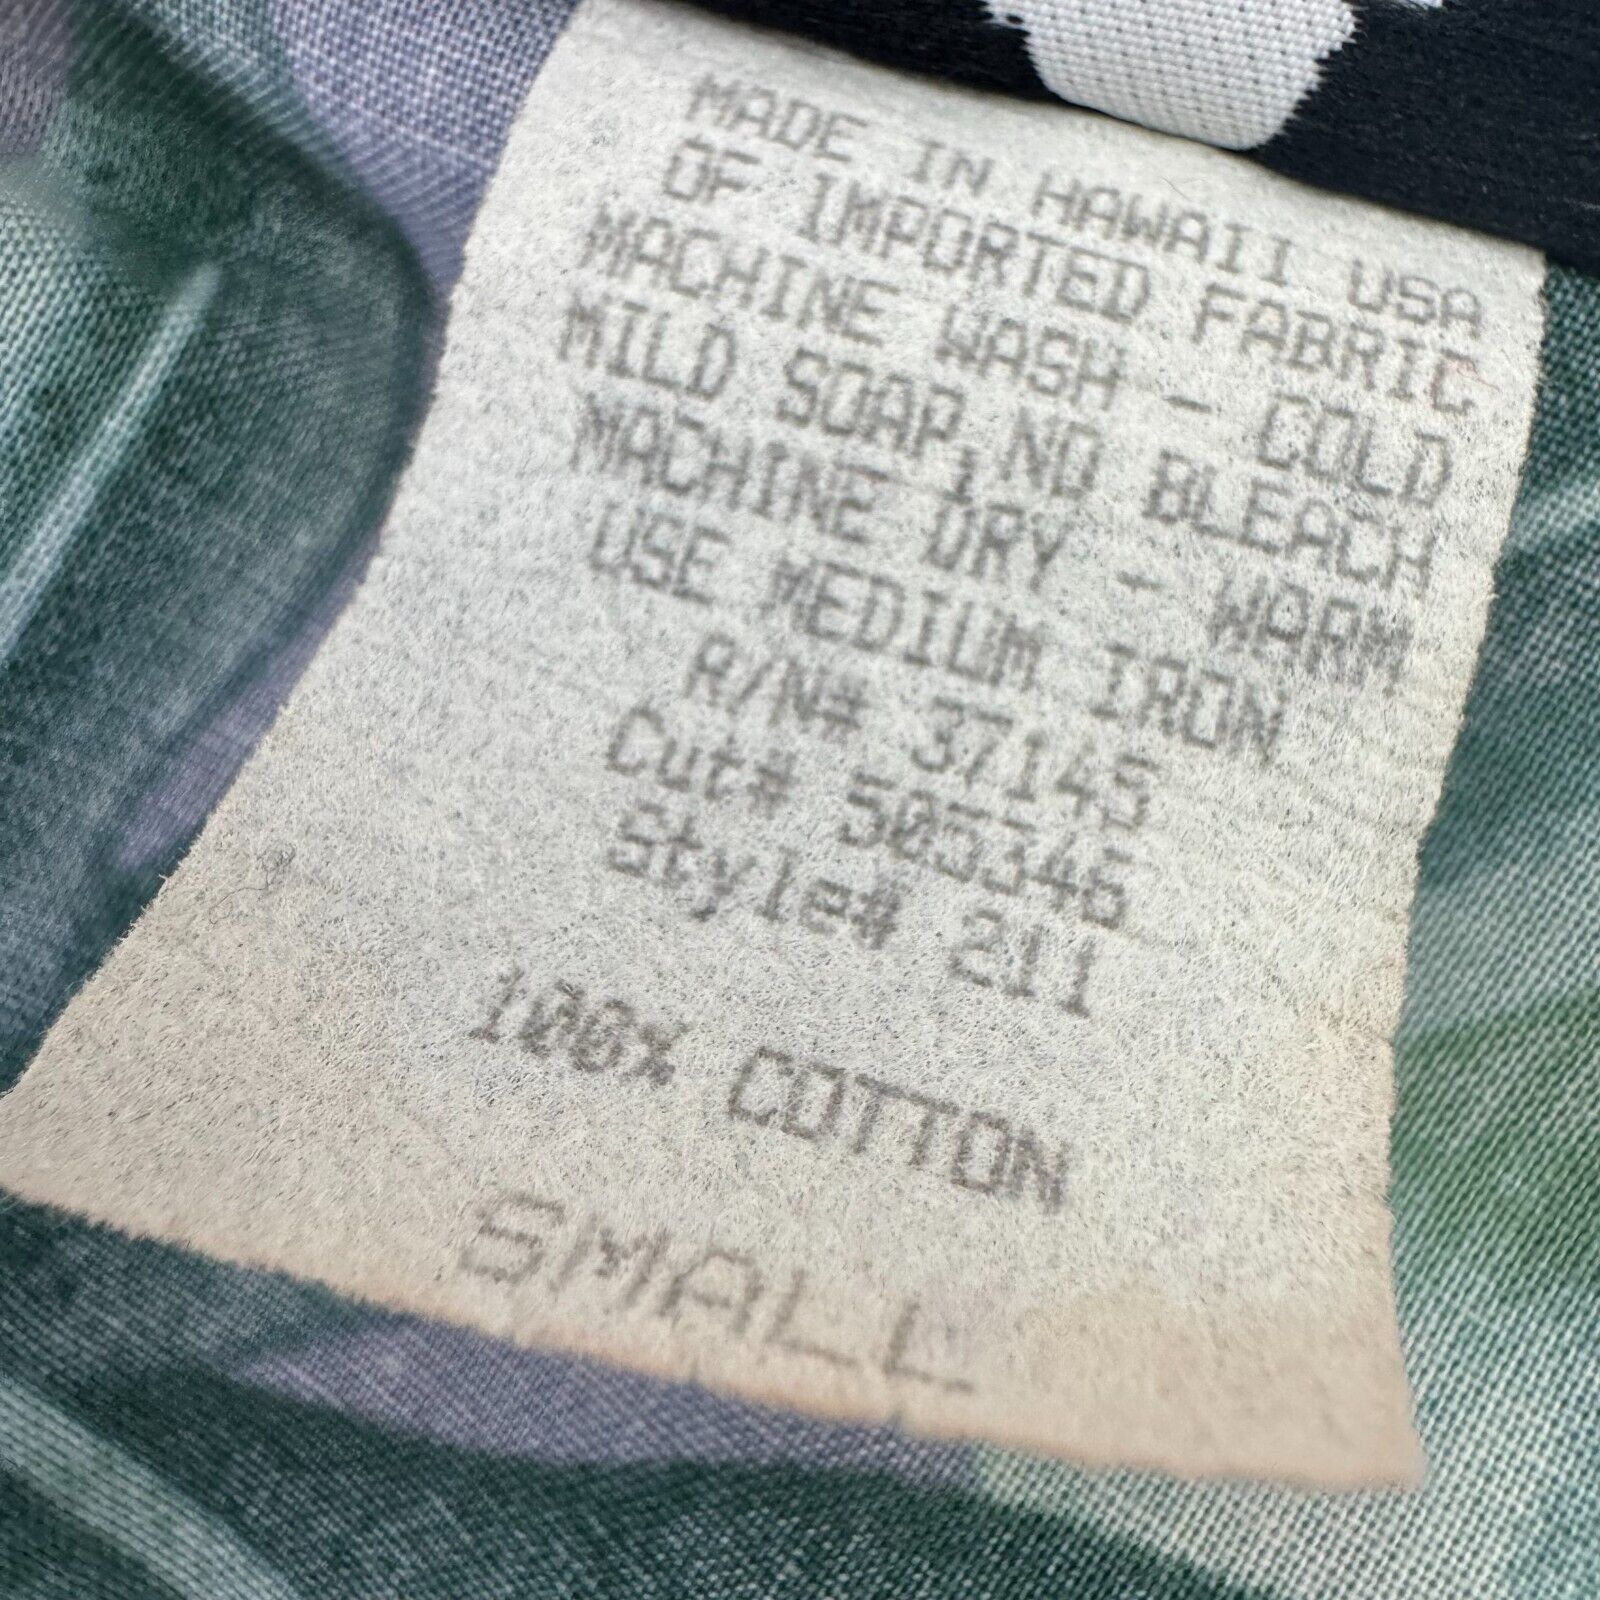 MADE IN HAWAII USA
OF IMPORTED FABRIC
MACHINE WASH - COLD
MILD SOAP, NO BLEACH
MACHINE DRY - WARM
USE MEDIUM IRON
R/N# 37145
Cut# 505346
Style# 211
100% COTTON
SMALL